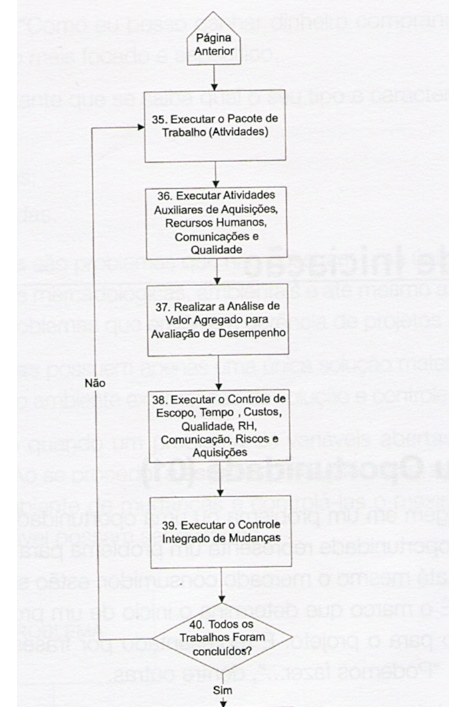 Página
Anterior
35. Executar o Pacote de
Trabalho (Atividades)
36. Executar Atividades
Auxiliares de Aquisições,
Recursos Humanos,
Comunicações e
Qualidade
37. Realizar a Análise de
Valor Agregado para
Avaliação de Desempenho
Não
38. Executar o Controle de
Escopo, Tempo , Custos,
Qualidade, RH,
Comunicação, Riscos e
Aquisições
39. Executar o Controle
Integrado de Mudanças
40. Todos os
Trabalhos Foram
concluídos?
Sim